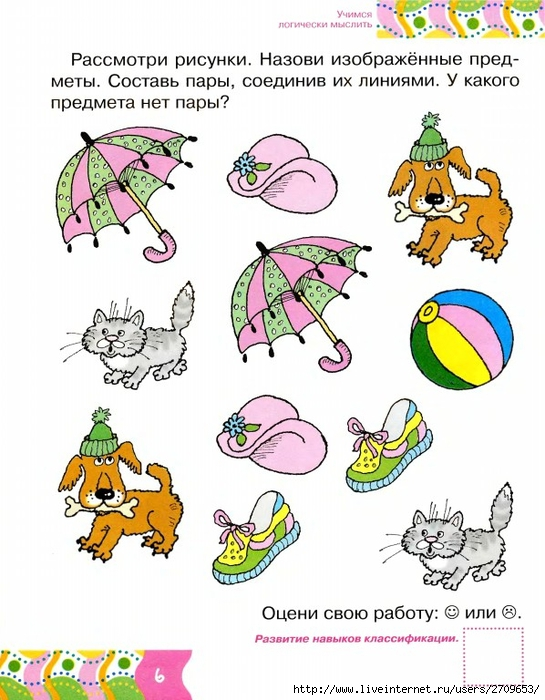 Учимся
логически мыслить
Рассмотри рисунки. Назови изображённые пред-
меты. Составь пары, соединив их линиями. У какого
предмета нет пары?
Оцени свою работу: ☺ или ☹.
Развитие навыков классификации.
6
http://www.liveinternet.ru/users/2709653/